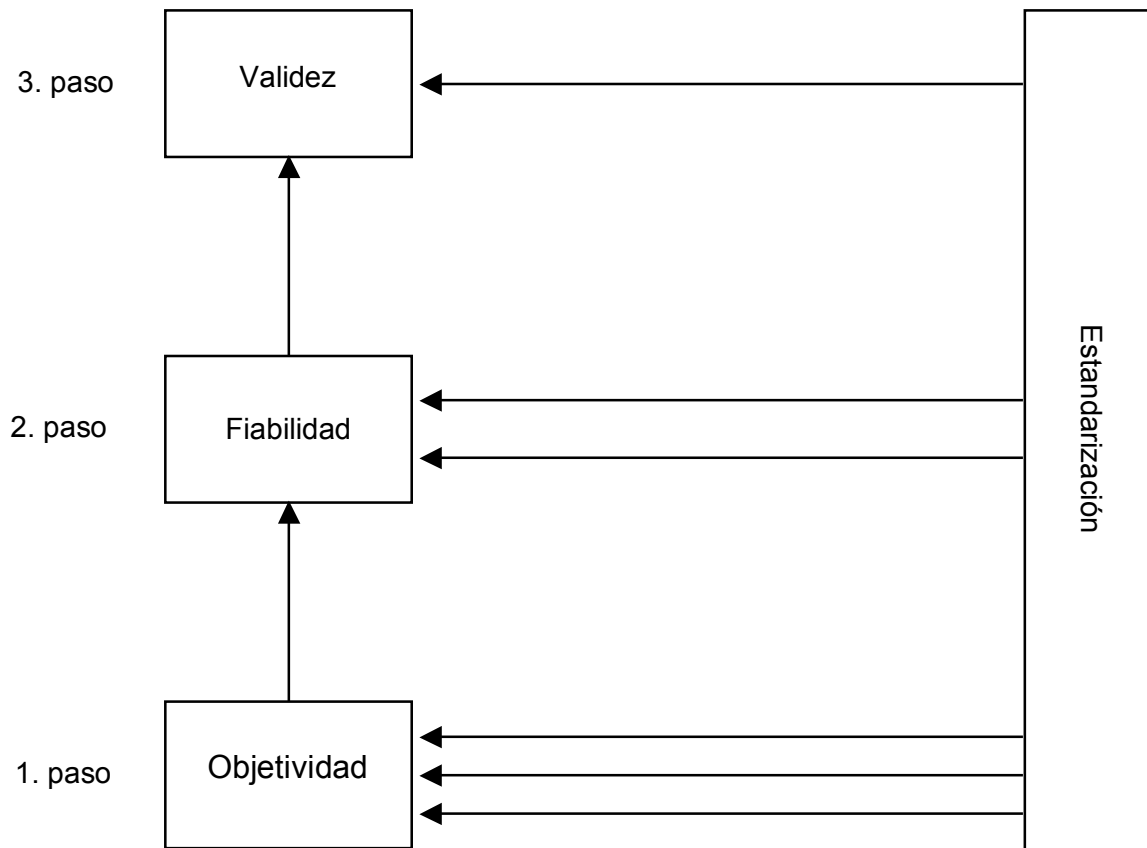 3. paso
Validez
2. paso
Fiabilidad
Estandarización
1. paso
Objetividad